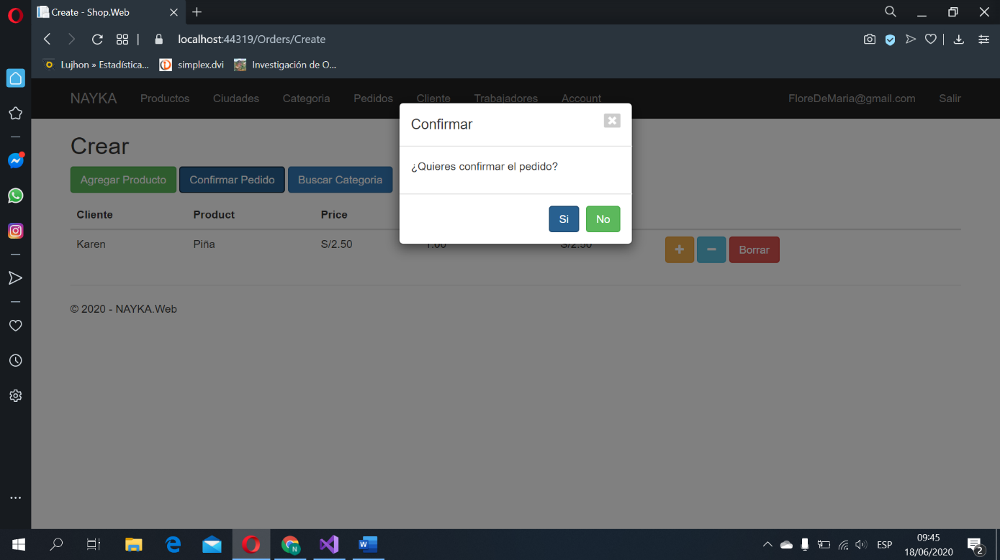 Create - Shop.Web
localhost:44319/Orders/Create
Lujhon » Estadística... simplex.dvi Investigación de O...
NAYKA Productos Ciudades Categoria Pedidos Cliente Trabajadores Account FloreDeMaria@gmail.com Salir
Confirmar
¿Quieres confirmar el pedido?
Si No
Crear
Agregar Producto Confirmar Pedido Buscar Categoria
Cliente Product Price
Karen Piña S/2.50 1.00 S/2.50 + - Borrar
© 2020 - NAYKA.Web
ESP
09:45
18/06/2020
2